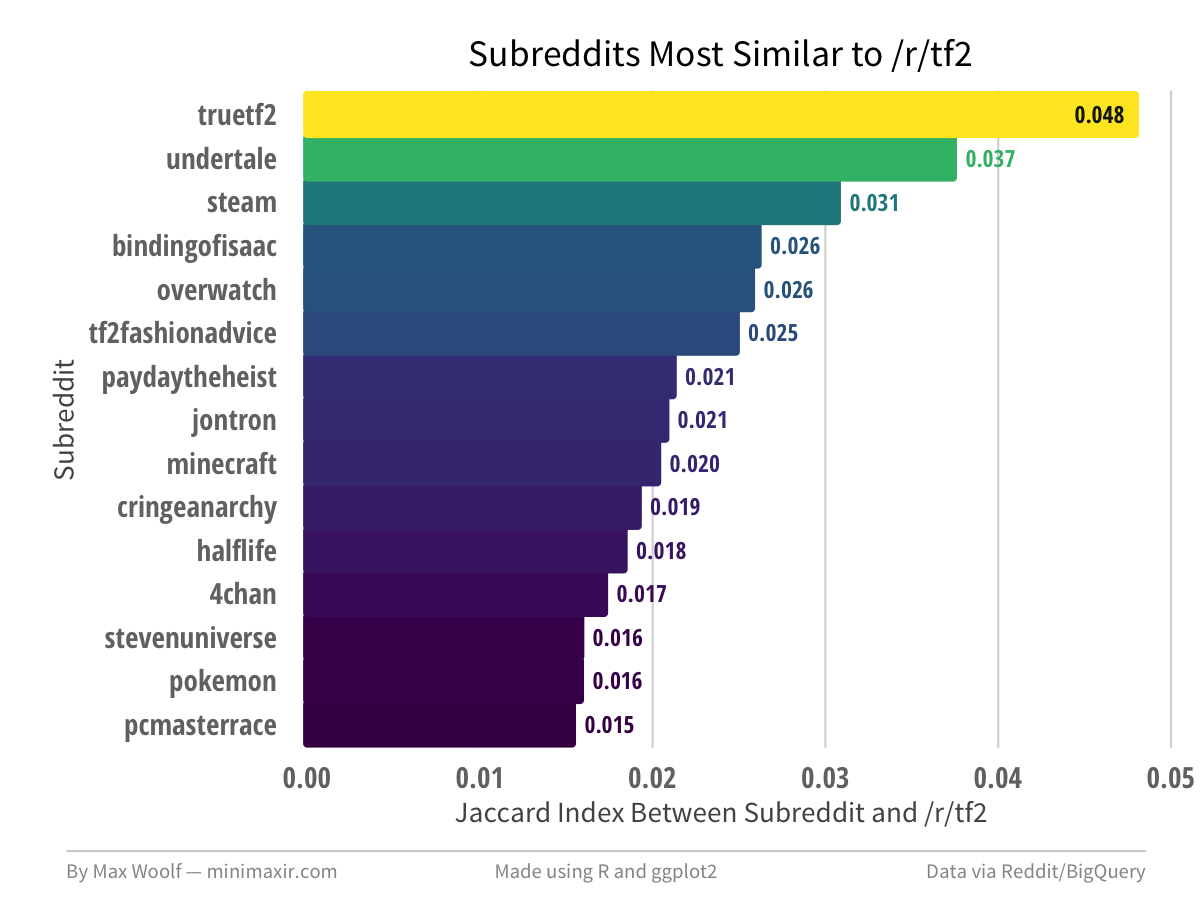 Subreddits Most Similar to /r/tf2
truetf2 0.048
undertale 0.037
steam 0.031
bindingofisaac 0.026
overwatch 0.026
tf2fashionadvice 0.025
paydaytheheist 0.021
jontron 0.021
minecraft 0.020
cringeanarchy 0.019
halflife 0.018
4chan 0.017
stevenuniverse 0.016
pokemon 0.016
pcmasterrace 0.015
Subreddit
0.00 0.01 0.02 0.03 0.04 0.05
Jaccard Index Between Subreddit and /r/tf2
By Max Woolf — minimaxir.com Made using R and ggplot2 Data via Reddit/BigQuery